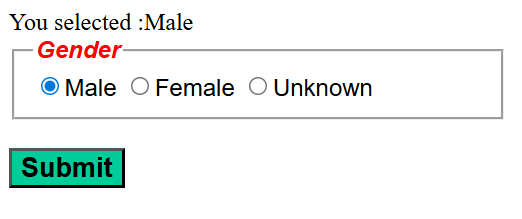 You selected :Male
Gender
Male Female Unknown
Submit